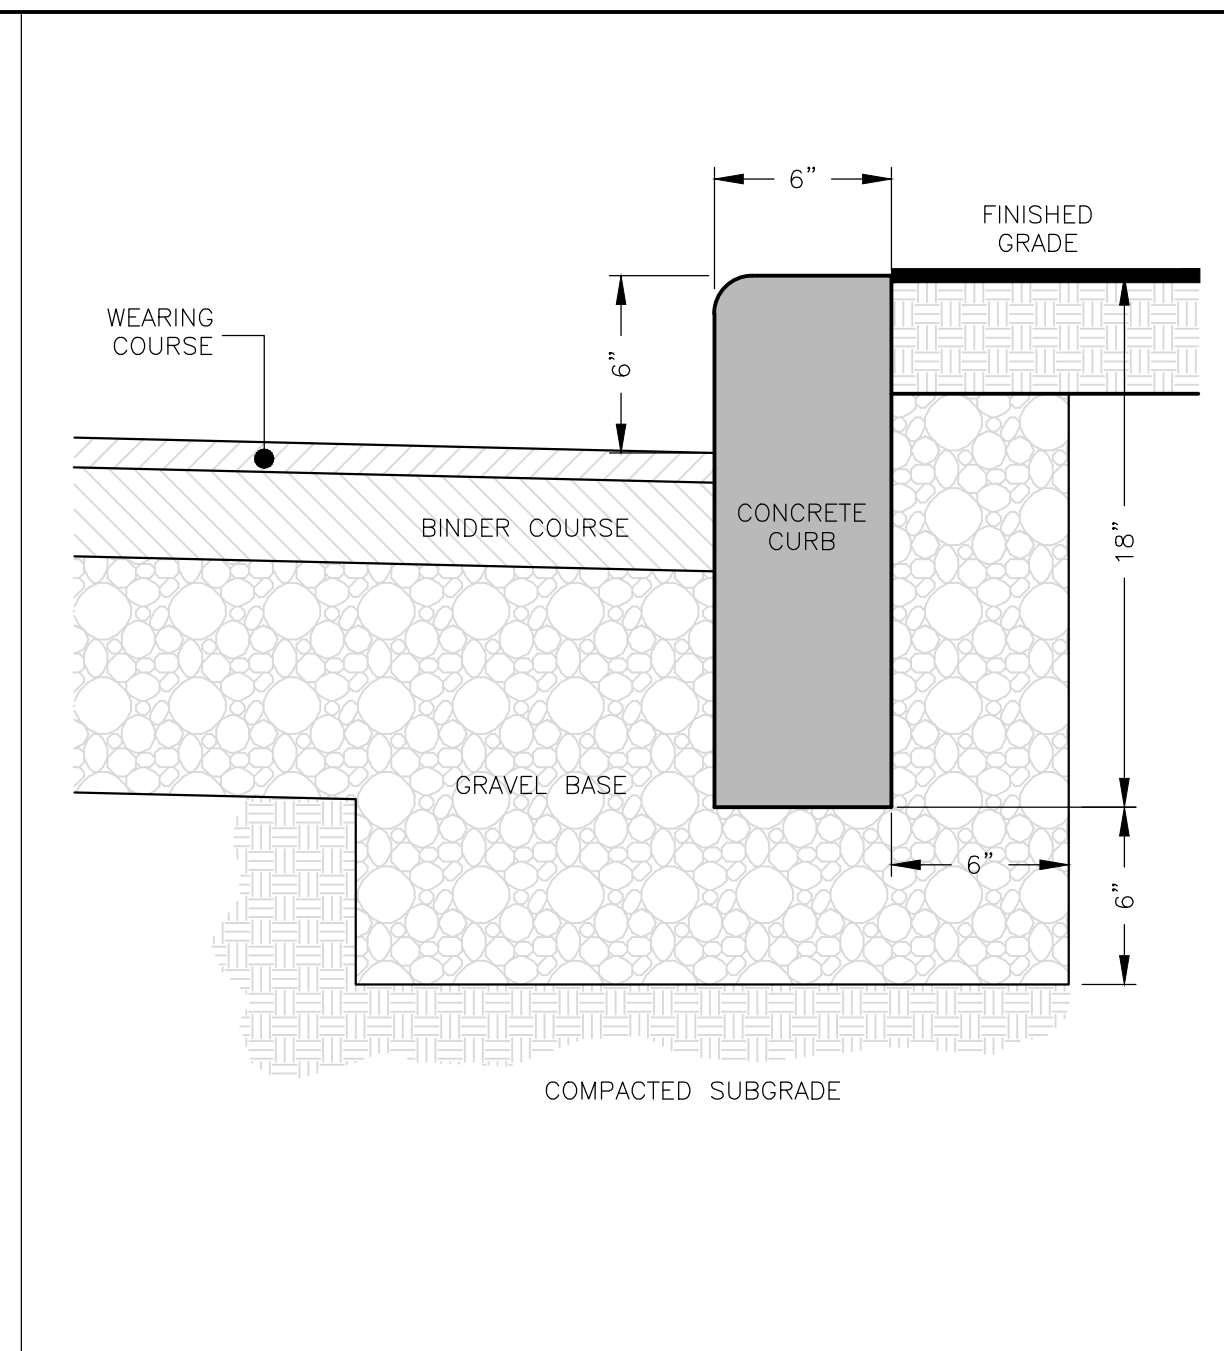 6”
FINISHED
GRADE
WEARING
COURSE
6”
BINDER COURSE
CONCRETE
CURB
18”
GRAVEL BASE
6”
6”
COMPACTED SUBGRADE